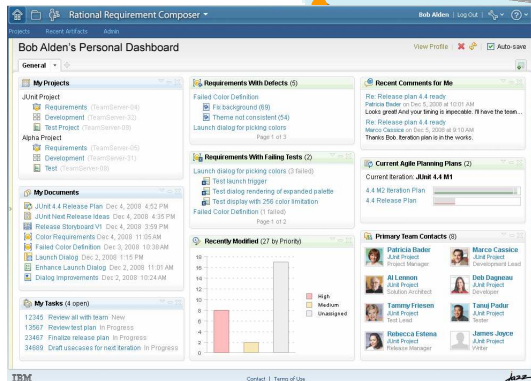 Rational Requirement Composer
Bob Alden | Log Out
Projects Recent Artifacts Admin
Bob Alden's Personal Dashboard
View Profile | Auto-save
General
My Projects
JUnit Project
Requirements (TeamServer-04)
Development (TeamServer-32)
Test Project (TeamServer-08)
Alpha Project
Requirements (TeamServer-05)
Development (TeamServer-31)
Test (TeamServer-08)
My Documents
JUnit 4.4 Release Plan Dec 4, 2008 4:52 PM
JUnit Next Release Ideas Dec 4, 2008 4:35 PM
Release Storyboard V1 Dec 4, 2008 3:59 PM
Color Requirements Dec 4, 2008 11:05 AM
Failed Color Definition Dec 3, 2008 10:38 AM
Launch Dialog Dec 2, 2008 1:15 PM
Enhance Launch Dialog Dec 2, 2008 11:01 AM
Dialog Improvements Dec 2, 2008 10:24 AM
My Tasks (4 open)
12345 Review all with team New
13567 Review test plan In Progress
23467 Finalize release plan In Progress
34689 Draft usecases for next iteration In Progress
Requirements With Defects (5)
Failed Color Definition
Fix background (69)
Theme not consistent (54)
Launch dialog for picking colors
Page 1 of 3
Requirements With Failing Tests (2)
Launch dialog for picking colors (3 failed)
Test launch trigger
Test dialog rendering of expanded palette
Test display with 256 color limitation
Failed Color Definition (1 failed)
Page 1 of 2
Recently Modified (27 by Priority)
18
16
14
12
10
8
6
4
2
0
High
Medium
Unassigned
Recent Comments for Me
Re: Release plan 4.4 ready
Patricia Bader on Dec 5, 2008 at 10:01 AM
Looks great! And your timing is impecable. I'll have the team...
Re: Release plan 4.4 ready
Marco Cassice on Dec 5, 2008 at 9:10 AM
Thanks Bob. Iteration plan is in the works.
Current Agile Planning Plans (2)
Current iteration: JUnit 4.4 M1
4.4 M2 Iteration Plan
4.4 Release Plan
Primary Team Contacts (8)
Patricia Bader
JUnit Project
Project Manager
Marco Cassice
JUnit Project
Development Lead
Al Lennon
JUnit Project
Solution Architect
Deb Dagneau
JUnit Project
Developer
Tammy Friesen
JUnit Project
Test Lead
Tanuj Padur
JUnit Project
Tester
Rebecca Estena
JUnit Project
Release Manager
James Joyce
JUnit Project
Writer
IBM
Contact | Terms of Use
Jazz